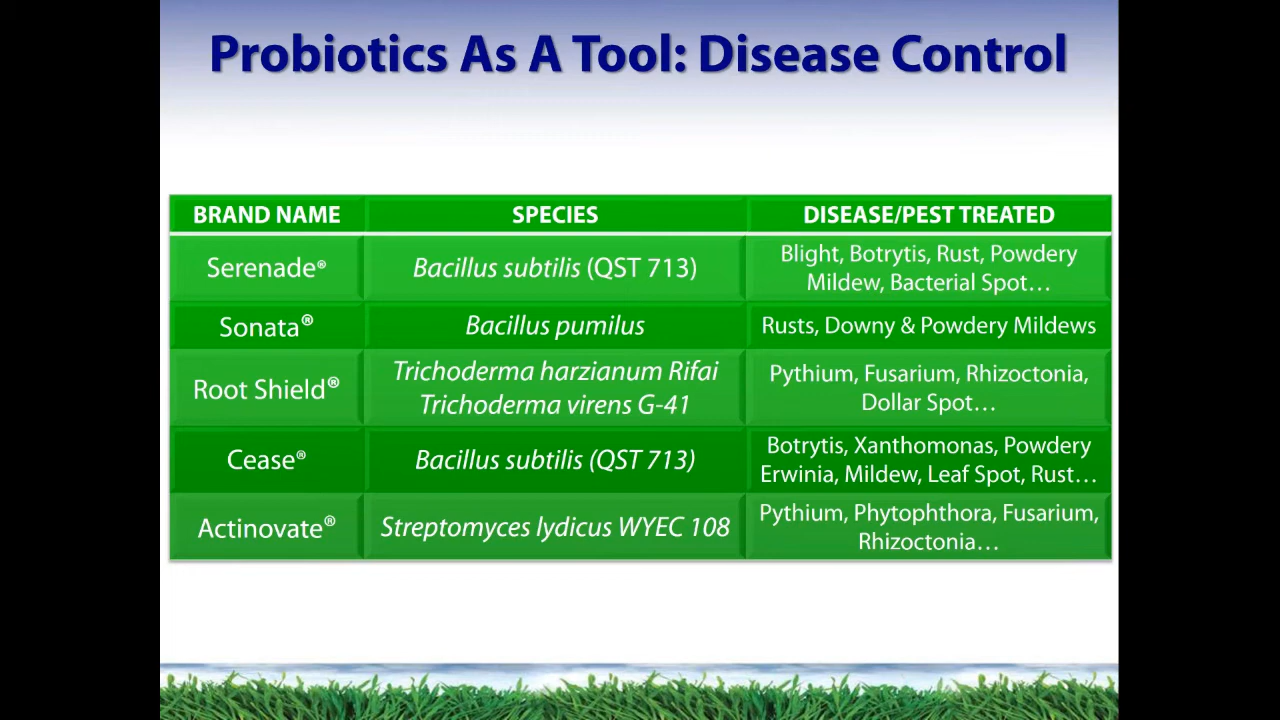 Probiotics As A Tool: Disease Control
BRAND NAME SPECIES DISEASE/PEST TREATED
Serenade® Bacillus subtilis (QST 713) Blight, Botrytis, Rust, Powdery
Mildew, Bacterial Spot…
Sonata® Bacillus pumilus Rusts, Downy & Powdery Mildews
Root Shield® Trichoderma harzianum Rifai
Trichoderma virens G-41 Pythium, Fusarium, Rhizoctonia,
Dollar Spot…
Cease® Bacillus subtilis (QST 713) Botrytis, Xanthomonas, Powdery
Erwinia, Mildew, Leaf Spot, Rust…
Actinovate® Streptomyces lydicus WYEC 108 Pythium, Phytophthora, Fusarium,
Rhizoctonia…